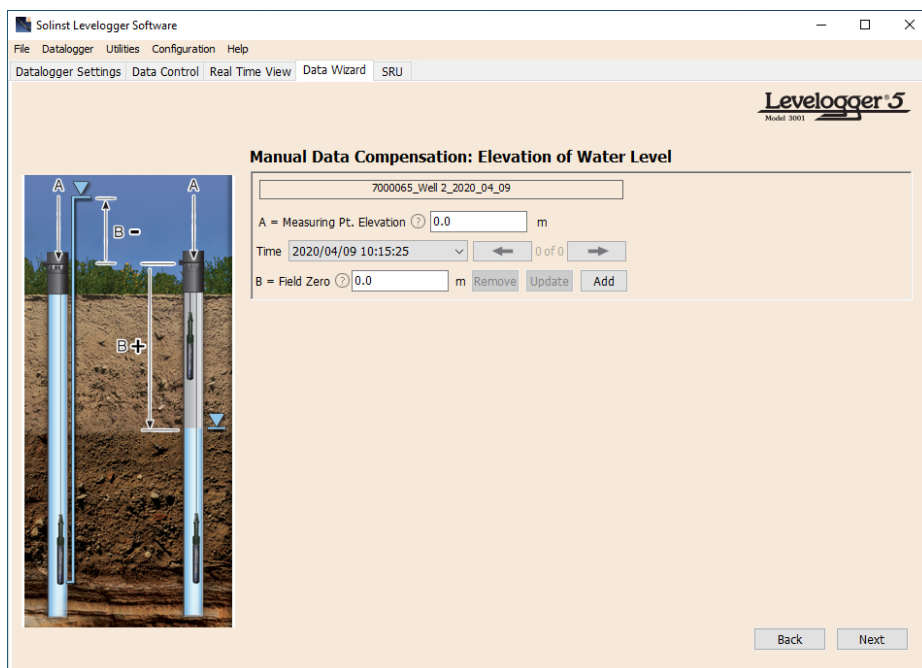 Solinst Levelogger Software
File Datalogger Utilities Configuration Help
Datalogger Settings Data Control Real Time View Data Wizard SRU
Levelogger® 5
Model 3001
Manual Data Compensation: Elevation of Water Level
7000065_Well 2_2020_04_09
A = Measuring Pt. Elevation ? 0.0 m
Time 2020/04/09 10:15:25 0 of 0
B = Field Zero ? 0.0 m Remove Update Add
A A
B -
B +
Back Next